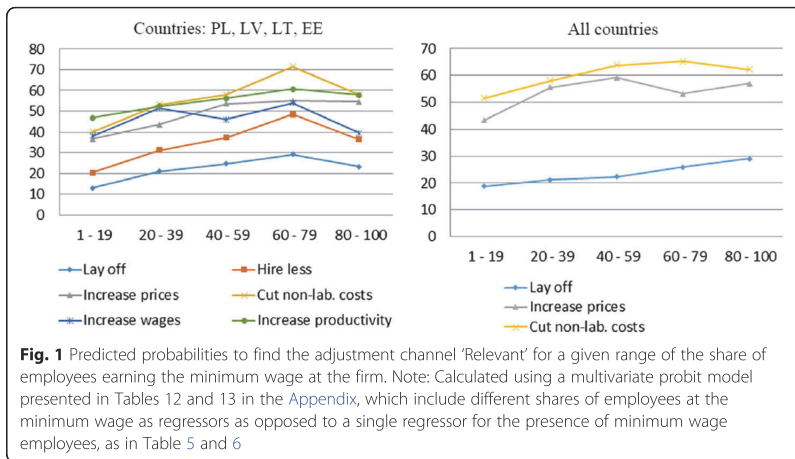 Countries: PL, LV, LT, EE
80
70
60
50
40
30
20
10
0
1 - 19 20 - 39 40 - 59 60 - 79 80 - 100
Lay off Hire less
Increase prices Cut non-lab. costs
Increase wages Increase productivity
All countries
70
60
50
40
30
20
10
0
1 - 19 20 - 39 40 - 59 60 - 79 80 - 100
Lay off
Increase prices
Cut non-lab. costs
Fig. 1 Predicted probabilities to find the adjustment channel ‘Relevant’ for a given range of the share of
employees earning the minimum wage at the firm. Note: Calculated using a multivariate probit model
presented in Tables 12 and 13 in the Appendix, which include different shares of employees at the
minimum wage as regressors as opposed to a single regressor for the presence of minimum wage
employees, as in Table 5 and 6